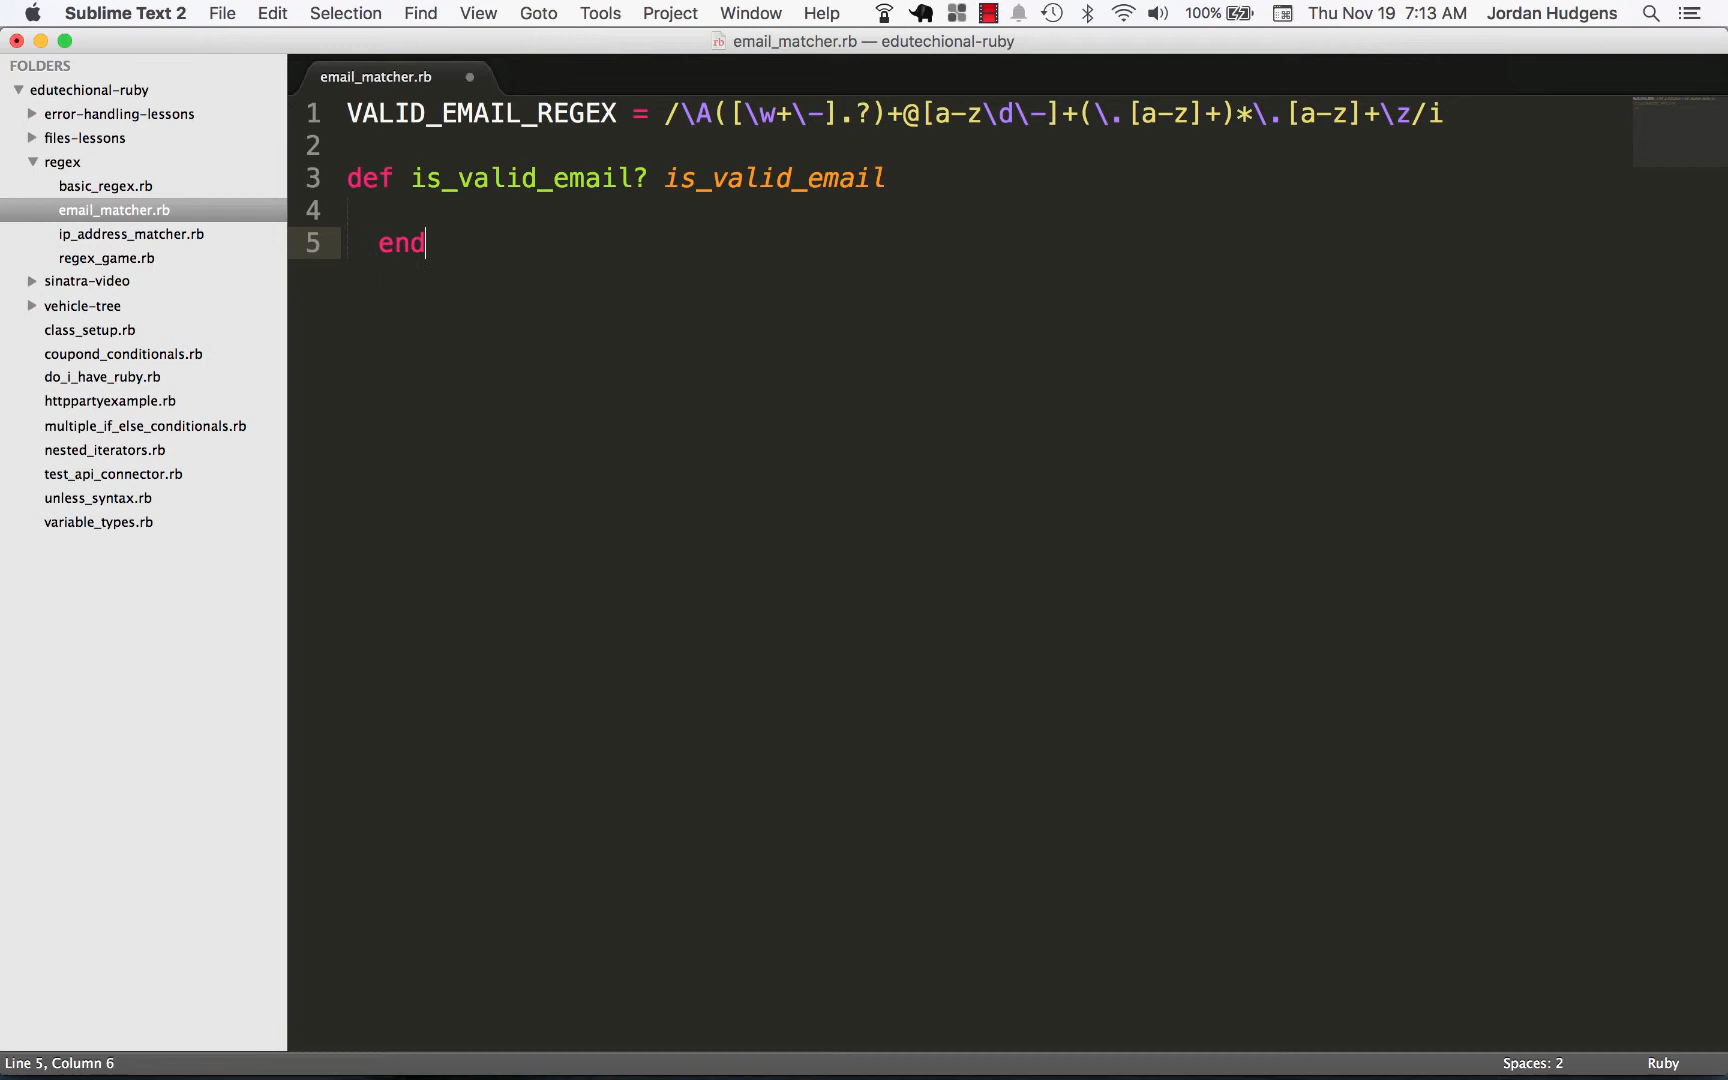 Sublime Text 2 File Edit Selection Find View Goto Tools Project Window Help 100% Thu Nov 19 7:13 AM Jordan Hudgens
rb email_matcher.rb — edutechional-ruby
FOLDERS
edutechional-ruby
error-handling-lessons
files-lessons
regex
basic_regex.rb
email_matcher.rb
ip_address_matcher.rb
regex_game.rb
sinatra-video
vehicle-tree
class_setup.rb
coupond_conditionals.rb
do_i_have_ruby.rb
httppartyexample.rb
multiple_if_else_conditionals.rb
nested_iterators.rb
test_api_connector.rb
unless_syntax.rb
variable_types.rb
email_matcher.rb
1 VALID_EMAIL_REGEX = /\A([\w+\-].?)+@[a-z\d\-]+(\.[a-z]+)*\.[a-z]+\z/i
2
3 def is_valid_email? is_valid_email
4
5 end
Line 5, Column 6 Spaces: 2 Ruby